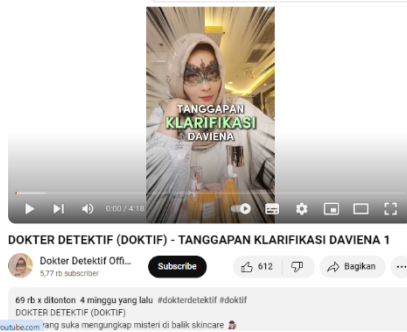 TANGGAPAN
KLARIFIKASI
DAVIENA
0:00 / 4:18
DOKTER DETEKTIF (DOKTIF) - TANGGAPAN KLARIFIKASI DAVIENA 1
Dokter Detektif Offi...
5,77 rb subscriber
Subscribe
612
Bagikan
69 rb x ditonton 4 minggu yang lalu #dokterdetektif #doktif
DOKTER DETEKTIF (DOKTIF)
outube.com
yang suka mengungkap misteri di balik skincare